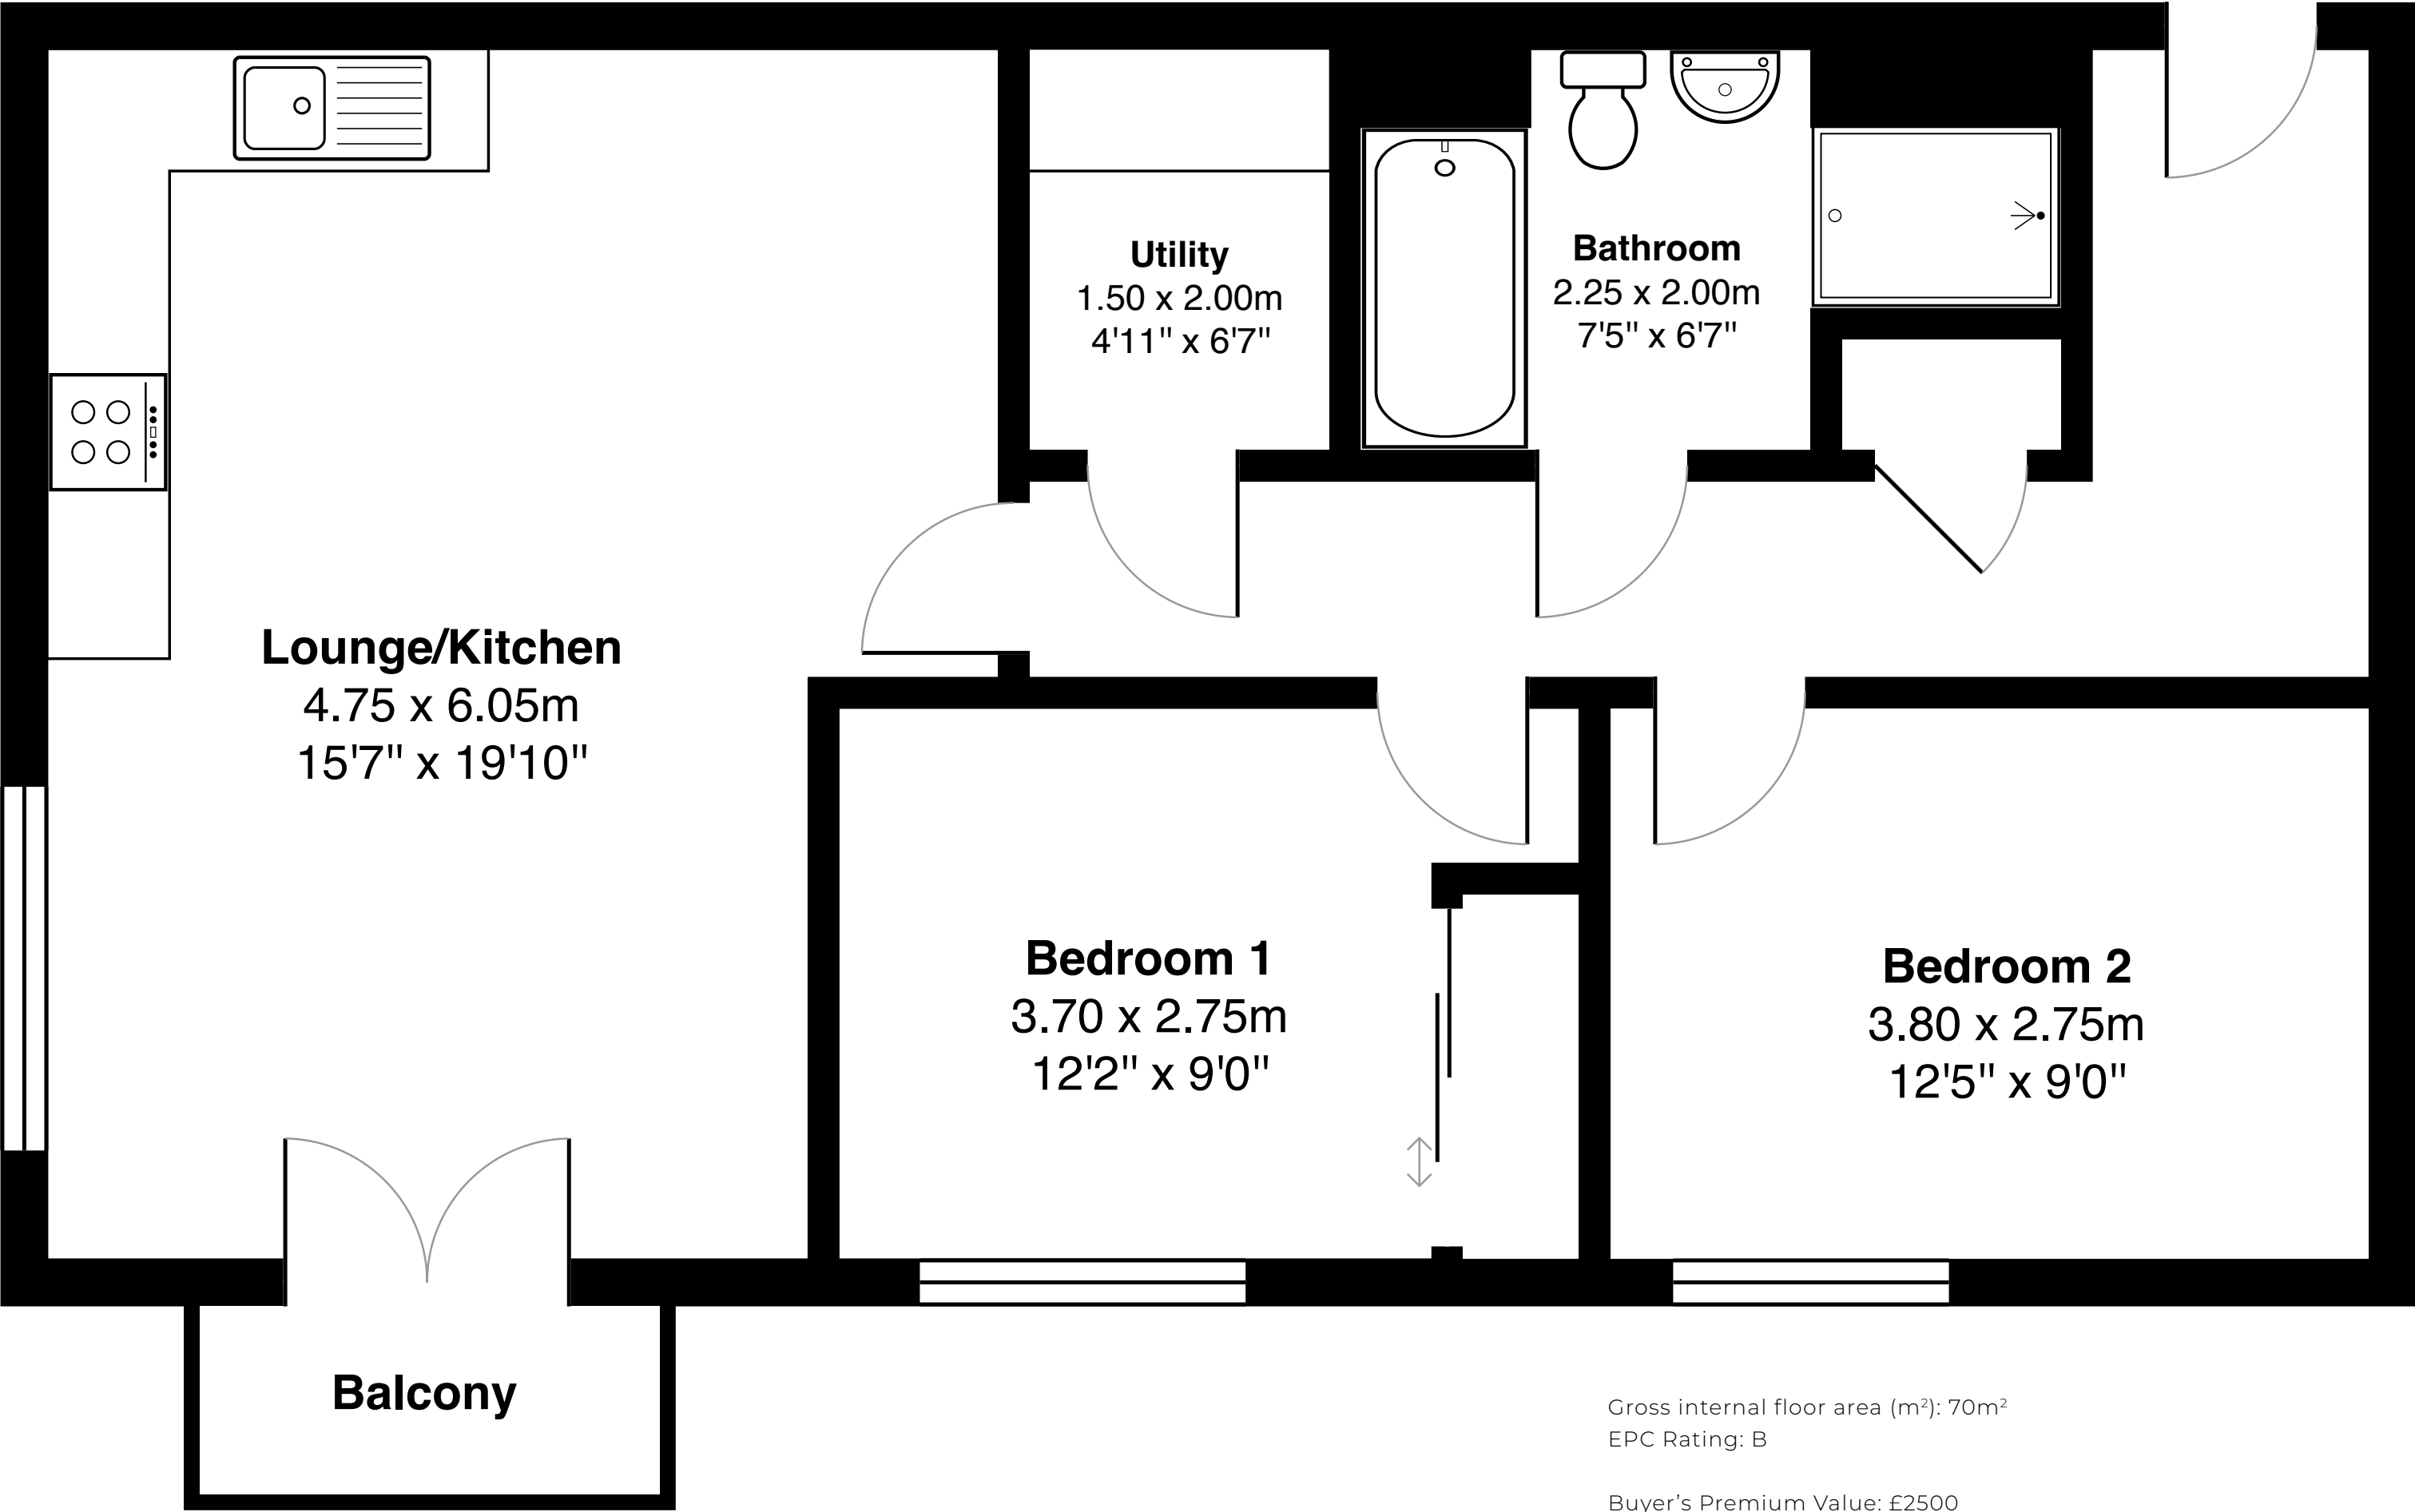 Utility
1.50 x 2.00m
4'11" x 6'7"
Bathroom
2.25 x 2.00m
7'5" x 6'7"
Lounge/Kitchen
4.75 x 6.05m
15'7" x 19'10"
Bedroom 1
3.70 x 2.75m
12'2" x 9'0"
Bedroom 2
3.80 x 2.75m
12'5" x 9'0"
Balcony
Gross internal floor area (m²): 70m²
EPC Rating: B
Buyer’s Premium Value: £2500